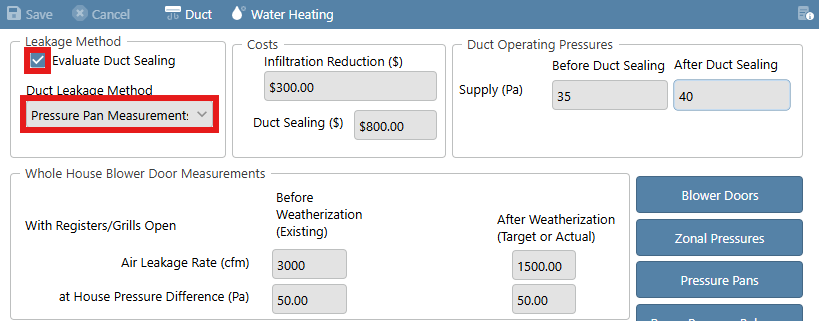 Save Cancel Duct Water Heating
Leakage Method
Evaluate Duct Sealing
Duct Leakage Method
Pressure Pan Measurements
Costs
Infiltration Reduction ($)
$300.00
Duct Sealing ($) $800.00
Duct Operating Pressures
Before Duct Sealing After Duct Sealing
Supply (Pa) 35 40
Whole House Blower Door Measurements
Before
Weatherization
(Existing)
With Registers/Grills Open
After Weatherization
(Target or Actual)
Air Leakage Rate (cfm) 3000 1500.00
at House Pressure Difference (Pa) 50.00 50.00
Blower Doors
Zonal Pressures
Pressure Pans